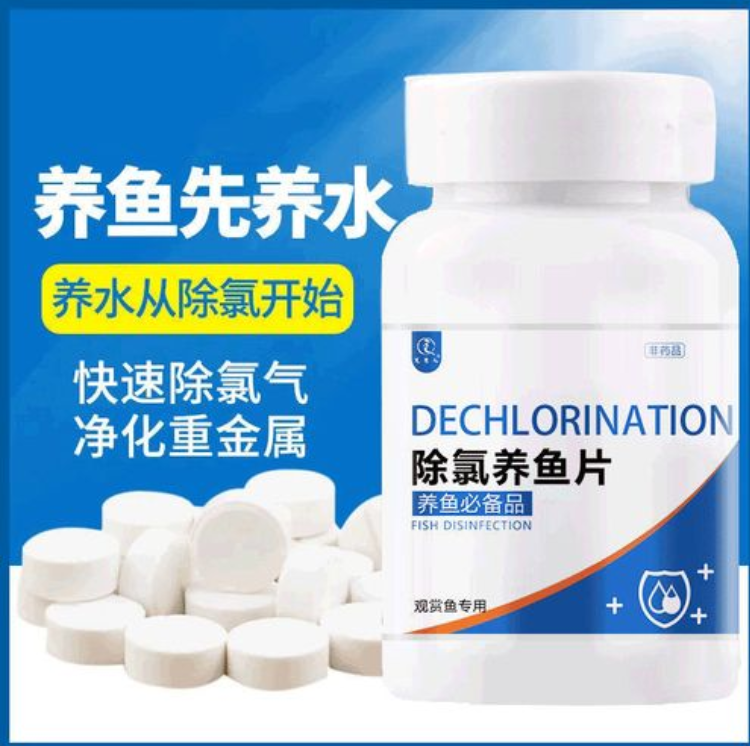 养鱼先养水
养水从除氯开始
快速除氯气
净化重金属
非药品
DECHLORINATION
除氯养鱼片
养鱼必备品
FISH DISINFECTION
观赏鱼专用